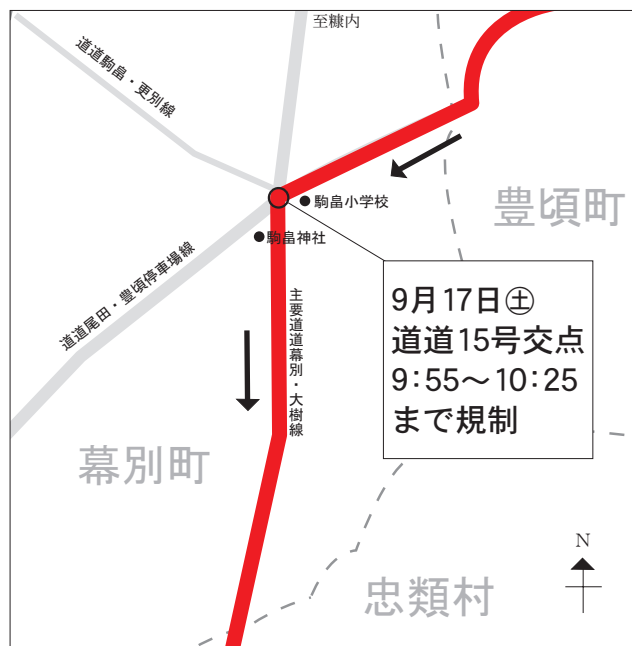 至糠内
道道駒畠・更別線
駒畠小学校
豊頃町
駒畠神社
道道尾田・豊頃停車場線
主要道道幕別・大樹線
9月17日㊏
道道15号交点
9：55〜10：25
まで規制
幕別町
N
忠類村